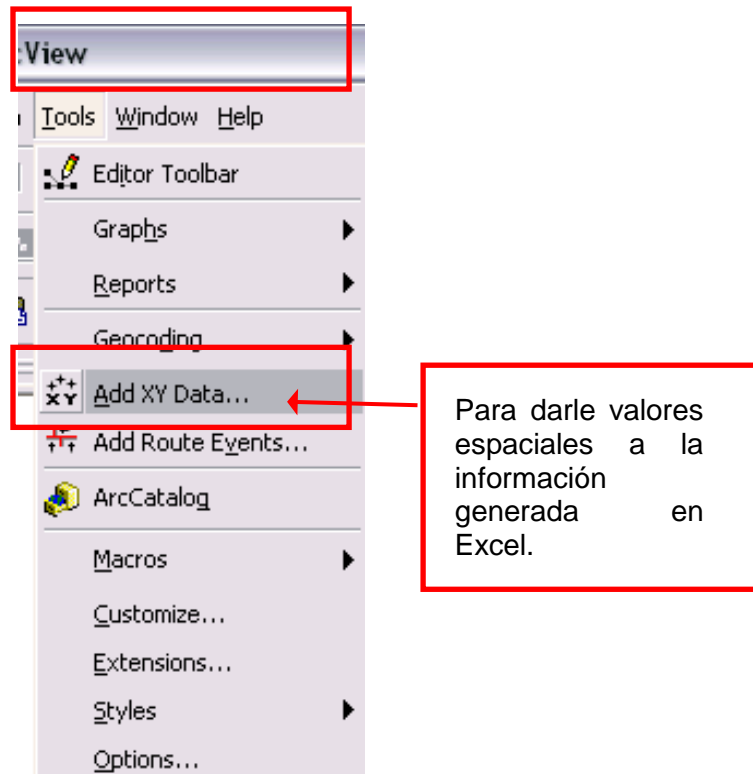 View
Tools Window Help
Editor Toolbar
Graphs
Reports
Geocoding
XY Add XY Data...
Add Route Events...
ArcCatalog
Macros
Customize...
Extensions...
Styles
Options...
Para darle valores
espaciales a la
información
generada en
Excel.